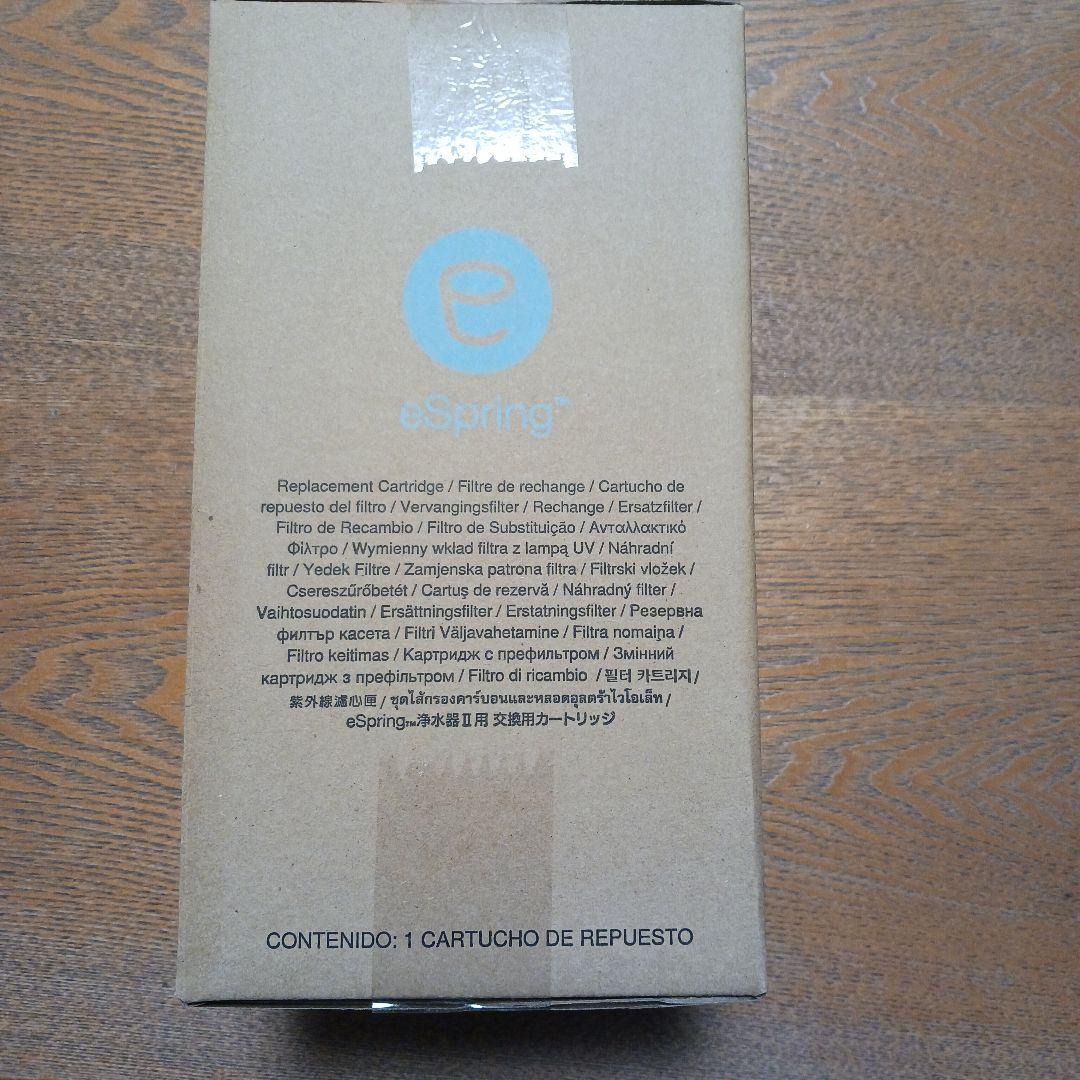 eSpring™
Replacement Cartridge / Filtre de rechange / Cartucho de
repuesto del filtro / Vervangingsfilter / Rechange / Ersatzfilter /
Filtro de Recambio / Filtro de Substituição / Ανταλλακτικό
Φίλτρο / Wymienny wkład filtra z lampą UV / Náhradní
filtr / Yedek Filtre / Zamjenska patrona filtra / Filtrski vložek /
Csereszűrőbetét / Cartuş de rezervă / Náhradný filter /
Vaihtosuodatin / Ersättningsfilter / Erstatningsfilter / Резервна
филтър касета / Filtri Väljavahetamine / Filtra nomaiņa /
Filtro keitimas / Картридж с префильтром / Змінний
картридж з префільтром / Filtro di ricambio / 필터 카트리지 /
紫外線濾心匣 / ชุดไส้กรองคาร์บอนและหลอดอุลตร้าไวโอเล็ท /
eSpring™浄水器Ⅱ用 交換用カートリッジ
CONTENIDO: 1 CARTUCHO DE REPUESTO